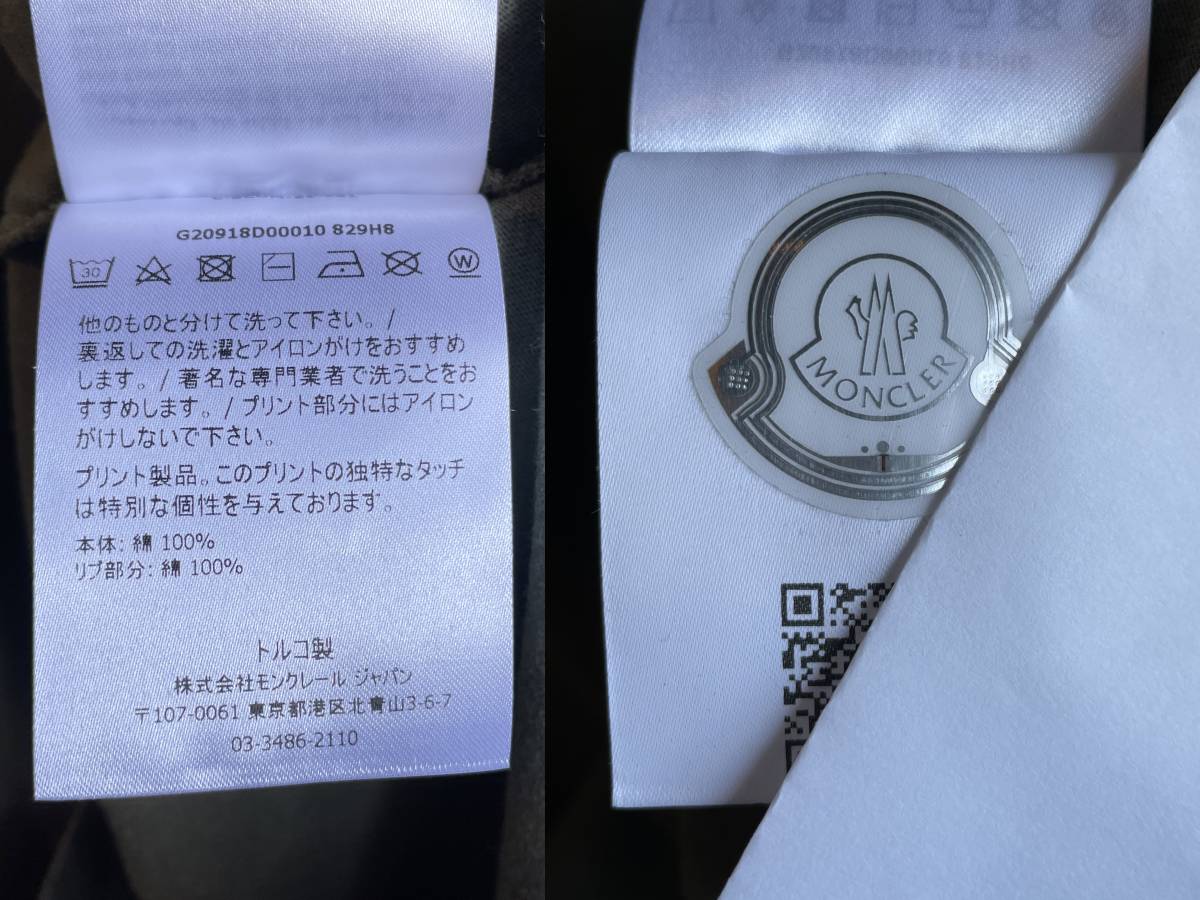 G20918D00010 829H8
30
W
他のものと分けて洗って下さい。/
裏返しての洗濯とアイロンがけをおすすめ
します。/ 著名な専門業者で洗うことをお
すすめします。/ プリント部分にはアイロン
がけしないで下さい。
プリント製品。このプリントの独特なタッチ
は特別な個性を与えております。
本体: 綿 100%
リブ部分: 綿 100%
トルコ製
株式会社モンクレール ジャパン
〒107-0061 東京都港区北青山3-6-7
03-3486-2110
MONCLER